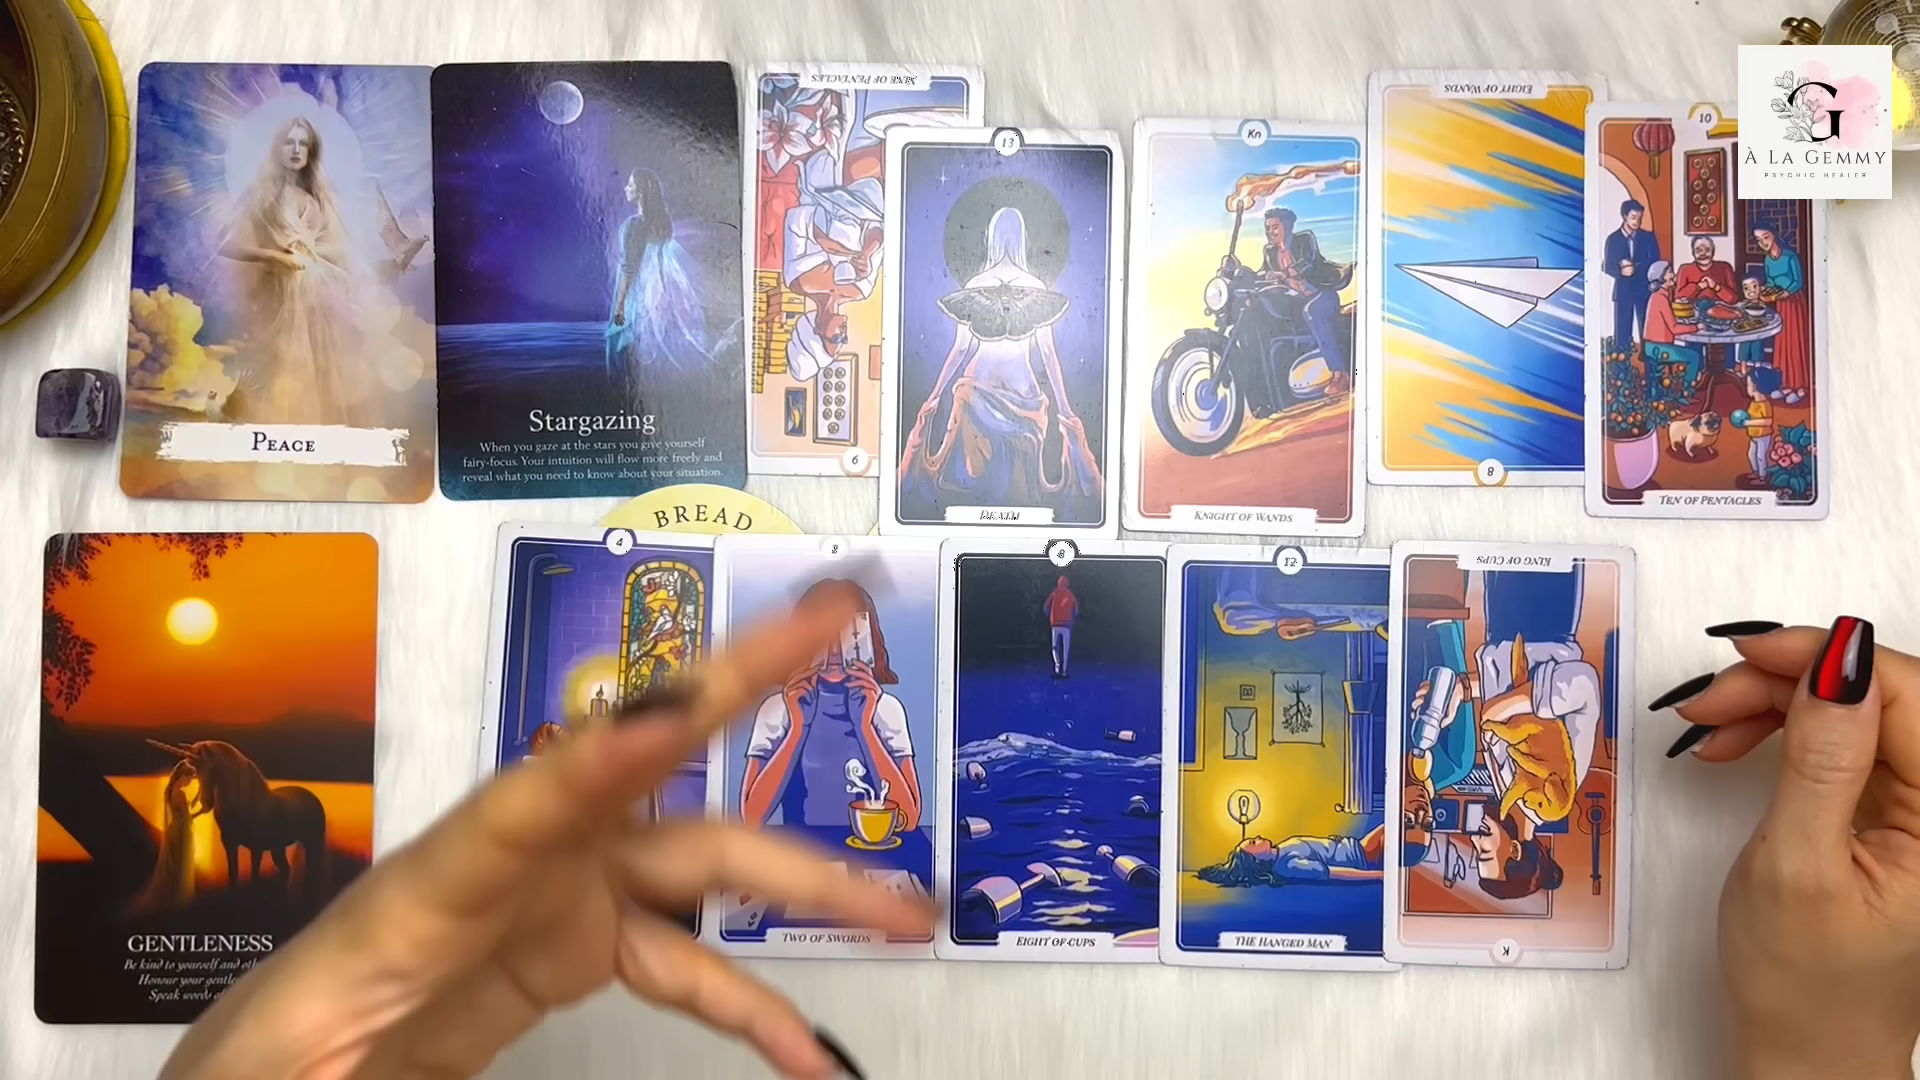 PEACE
Stargazing
When you gaze at the stars you give yourself
fairy-focus. Your intuition will flow more freely and
reveal what you need to know about your situation.
NINE OF PENTACLES
9
13
DEATH
Kn
KNIGHT OF WANDS
EIGHT OF WANDS
8
10
TEN OF PENTACLES
G
À LA GEMMY
PSYCHIC HEALER
BREAD
GENTLENESS
Be kind to yourself and
Honour your
Speak words
4
2
TWO OF SWORDS
8
EIGHT OF CUPS
12
THE HANGED MAN
KING OF CUPS
K